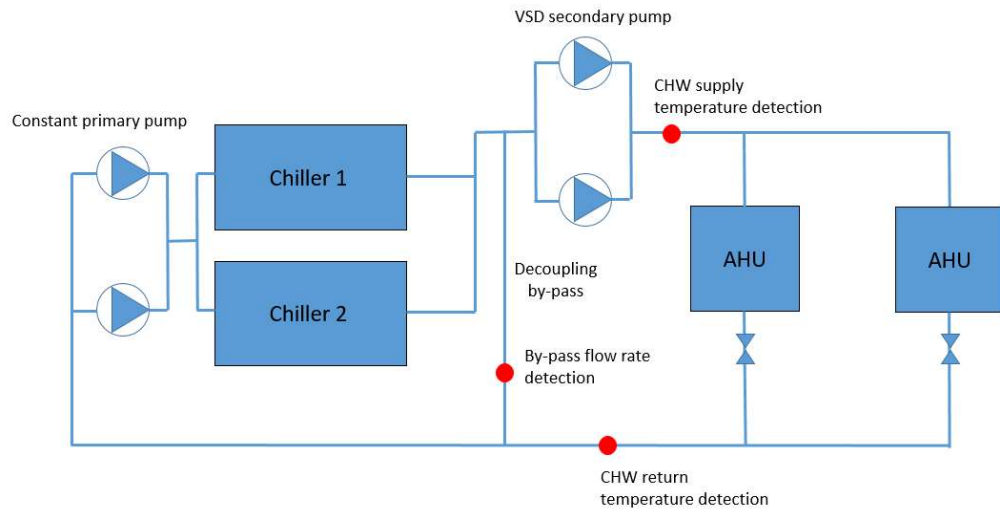 VSD secondary pump
CHW supply
temperature detection
Constant primary pump
Chiller 1
AHU
AHU
Decoupling
by-pass
Chiller 2
By-pass flow rate
detection
CHW return
temperature detection